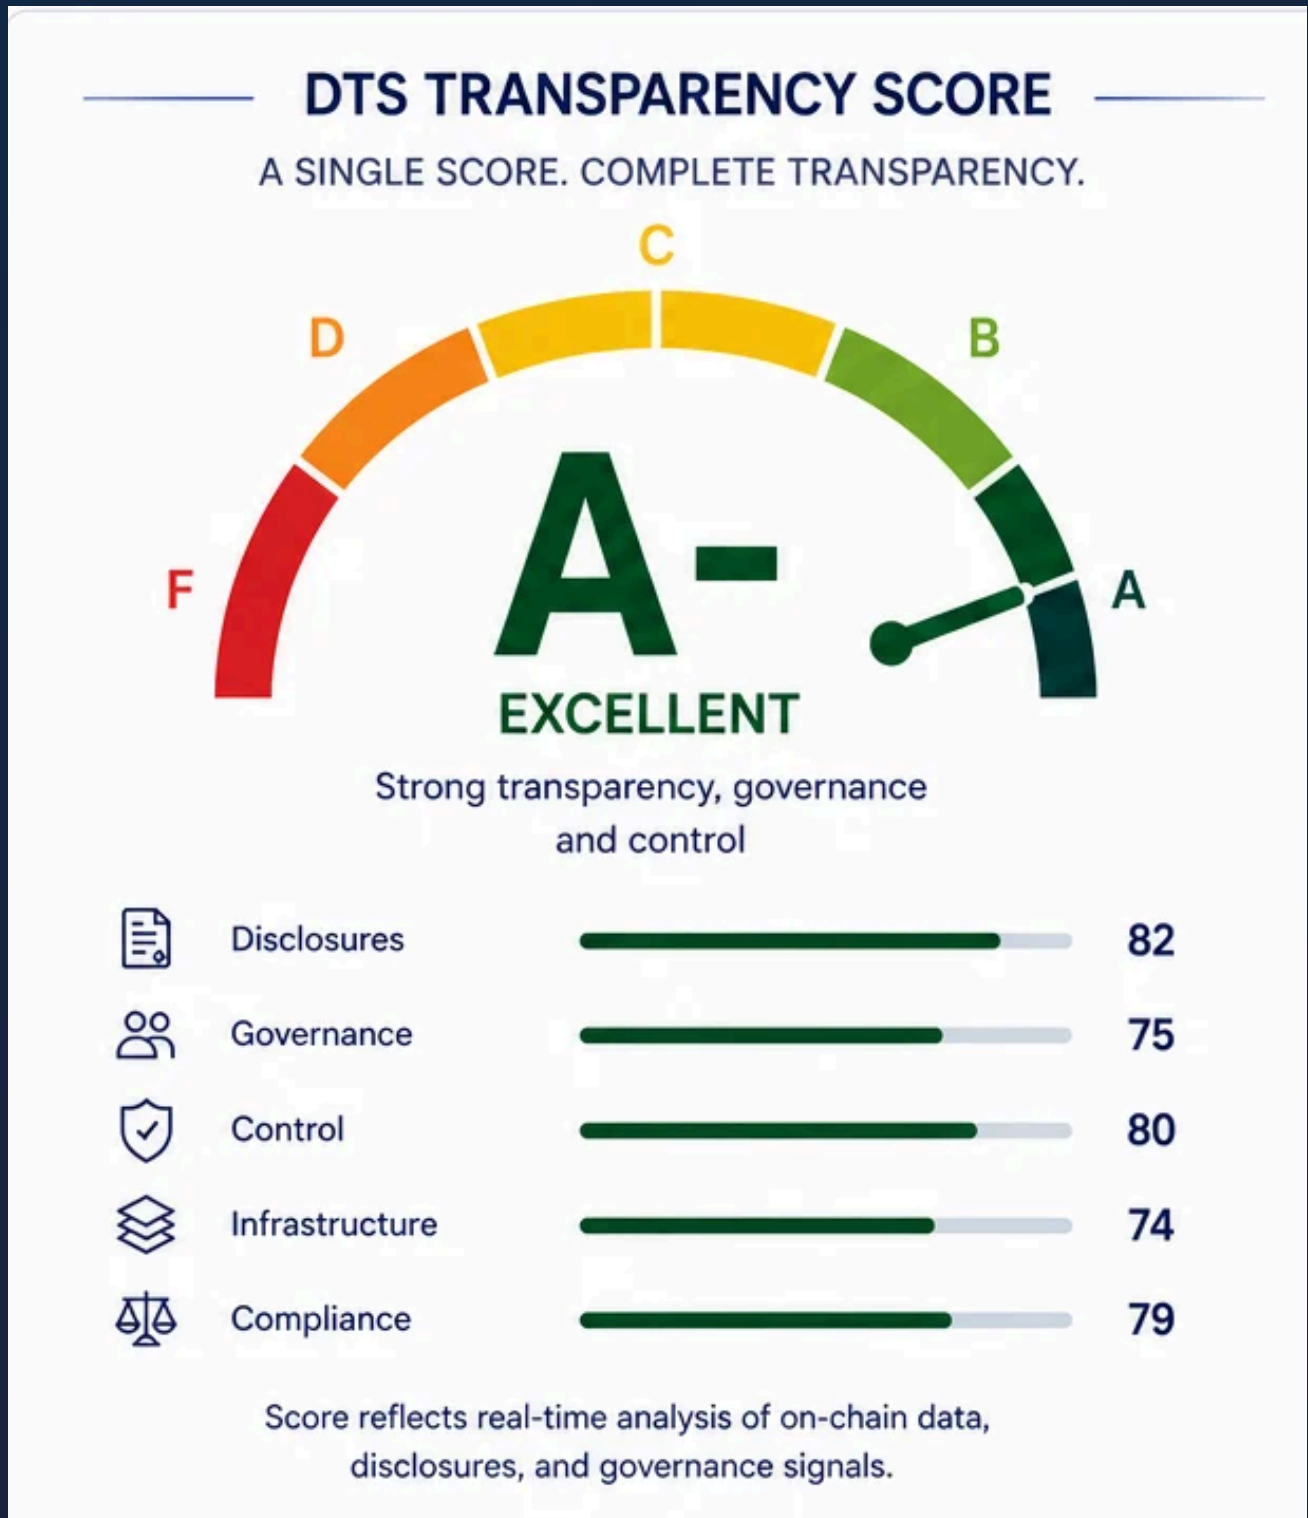 DTS TRANSPARENCY SCORE
A SINGLE SCORE. COMPLETE TRANSPARENCY.
C
D
B
F
A
A-
EXCELLENT
Strong transparency, governance
and control
Disclosures 82
Governance 75
Control 80
Infrastructure 74
Compliance 79
Score reflects real-time analysis of on-chain data,
disclosures, and governance signals.